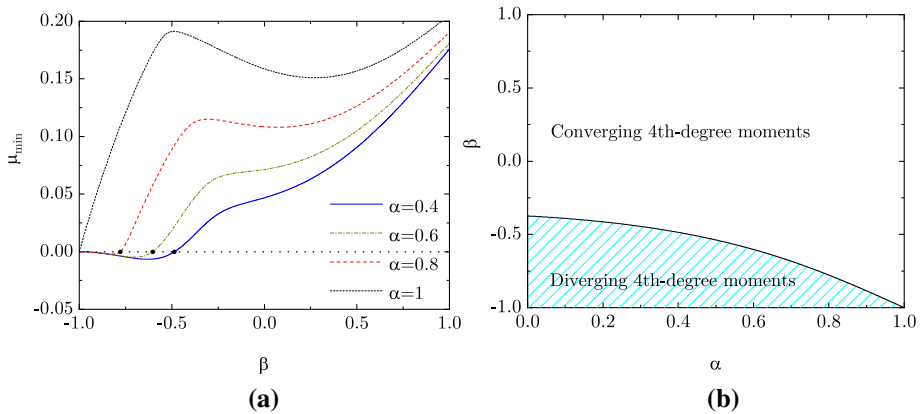 0.20
0.15
0.10
0.05
0.00
-0.05
μmin
-1.0 -0.5 0.0 0.5 1.0
β
α=0.4
α=0.6
α=0.8
α=1
(a)
1.0
0.5
0.0
-0.5
-1.0
β
Converging 4th-degree moments
Diverging 4th-degree moments
0.0 0.2 0.4 0.6 0.8 1.0
α
(b)